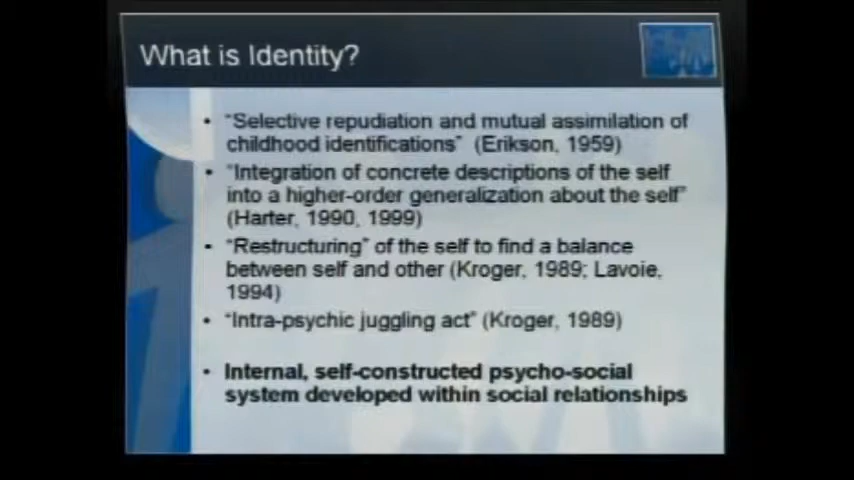 What is Identity?
• "Selective repudiation and mutual assimilation of
childhood identifications" (Erikson, 1959)
• "Integration of concrete descriptions of the self
into a higher-order generalization about the self"
(Harter, 1990, 1999)
• "Restructuring" of the self to find a balance
between self and other (Kroger, 1989; Lavoie,
1994)
• "Intra-psychic juggling act" (Kroger, 1989)
• Internal, self-constructed psycho-social
system developed within social relationships